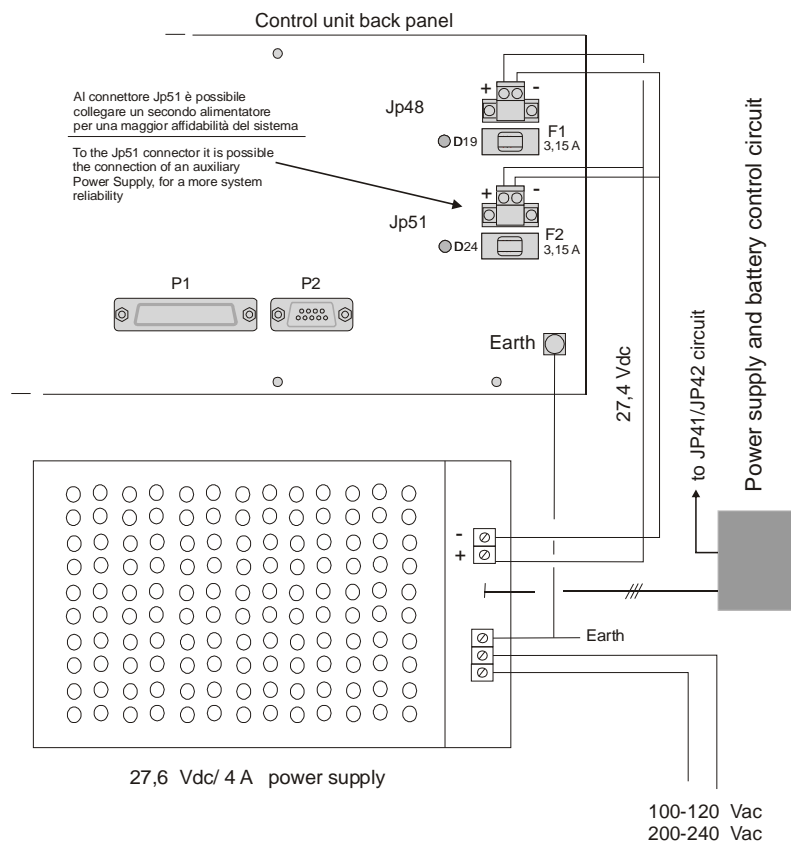 Control unit back panel
Al connettore Jp51 è possibile
collegare un secondo alimentatore
per una maggior affidabilità del sistema
To the Jp51 connector it is possible
the connection of an auxiliary
Power Supply, for a more system
reliability
Jp48
+ -
D19
F1
3,15 A
Jp51
+ -
D24
F2
3,15 A
P1
P2
Earth
27,4 Vdc
to JP41/JP42 circuit
Power supply and battery control circuit
-
+
Earth
27,6 Vdc/ 4 A power supply
100-120 Vac
200-240 Vac